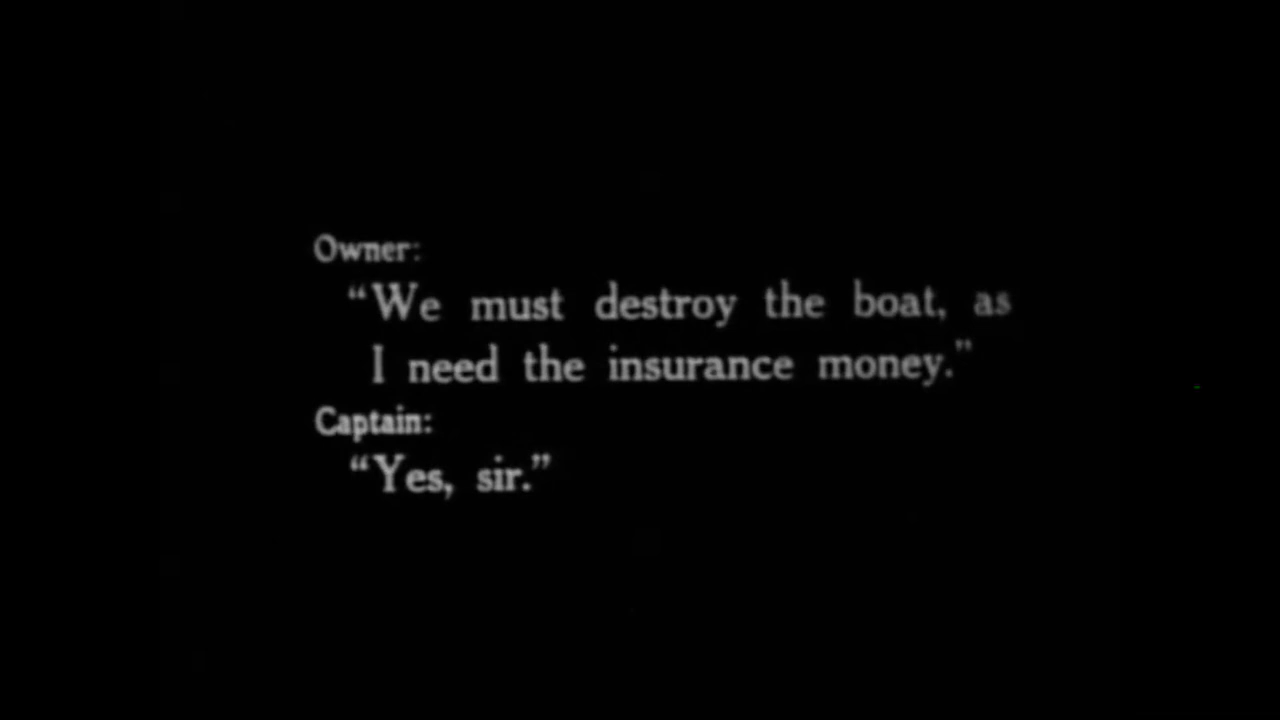 Owner:
“We must destroy the boat, as
I need the insurance money.”
Captain:
“Yes, sir.”